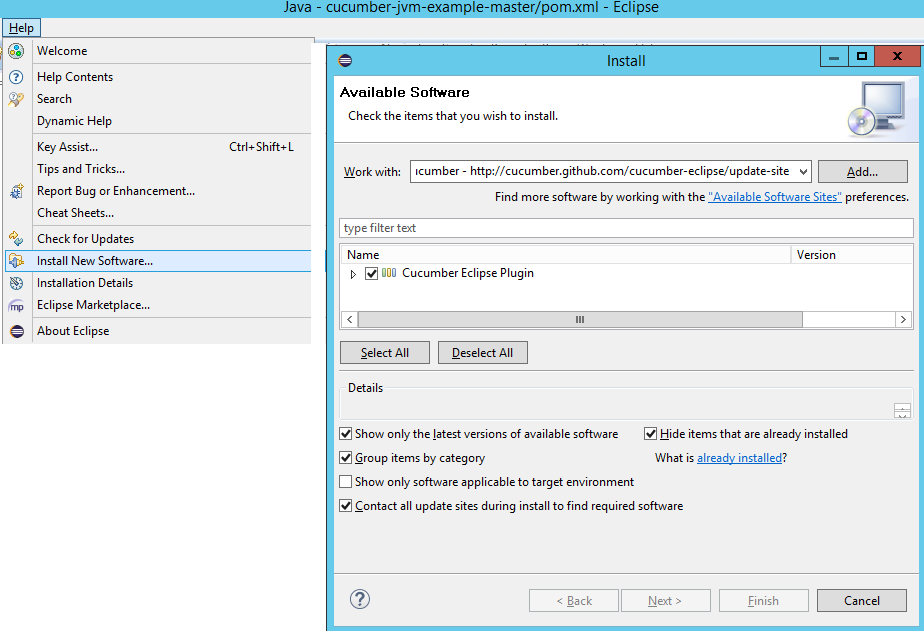 Java - cucumber-jvm-example-master/pom.xml - Eclipse
Help
Welcome
Help Contents
Search
Dynamic Help
Key Assist... Ctrl+Shift+L
Tips and Tricks...
Report Bug or Enhancement...
Cheat Sheets...
Check for Updates
Install New Software...
Installation Details
mp Eclipse Marketplace...
About Eclipse
Install
Available Software
Check the items that you wish to install.
Work with: cucumber - http://cucumber.github.com/cucumber-eclipse/update-site Add...
Find more software by working with the "Available Software Sites" preferences.
type filter text
Name Version
Cucumber Eclipse Plugin
Select All Deselect All
Details
Show only the latest versions of available software Hide items that are already installed
Group items by category What is already installed?
Show only software applicable to target environment
Contact all update sites during install to find required software
? < Back Next > Finish Cancel